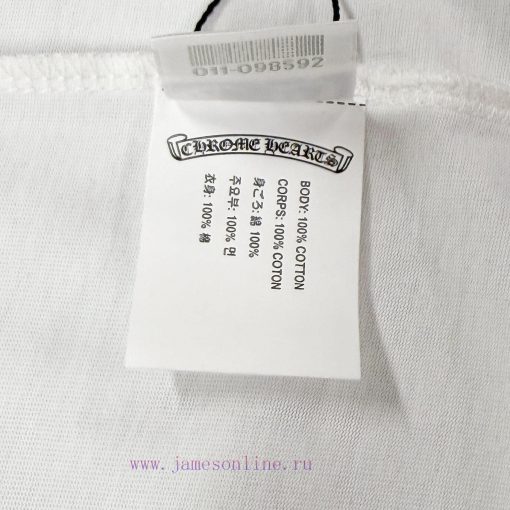 011-098592
CHROME HEARTS
BODY: 100% COTTON
CORPS: 100% COTON
身ごろ: 綿 100%
주요부: 100% 면
衣身: 100% 棉
www.jamesonline.ru